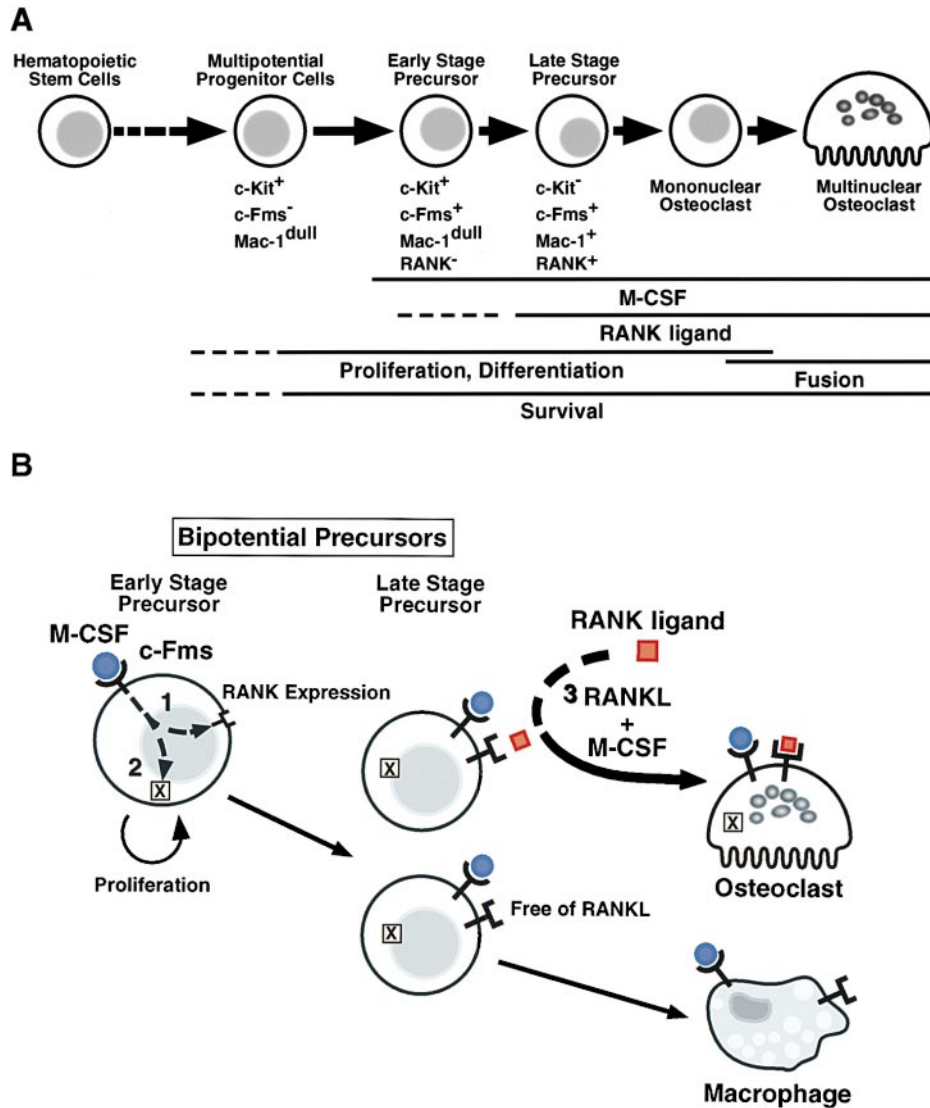 A
Hematopoietic
Stem Cells
Multipotential
Progenitor Cells
Early Stage
Precursor
Late Stage
Precursor
c-Kit+
c-Fms-
Mac-1dull
c-Kit+
c-Fms+
Mac-1dull
RANK-
c-Kit-
c-Fms+
Mac-1+
RANK+
Mononuclear
Osteoclast
Multinuclear
Osteoclast
M-CSF
RANK ligand
Proliferation, Differentiation
Fusion
Survival
B
Bipotential Precursors
Early Stage
Precursor
M-CSF
c-Fms
1
RANK Expression
2
X
Proliferation
Late Stage
Precursor
X
RANK ligand
3 RANKL
+
M-CSF
X
Osteoclast
X
Free of RANKL
Macrophage